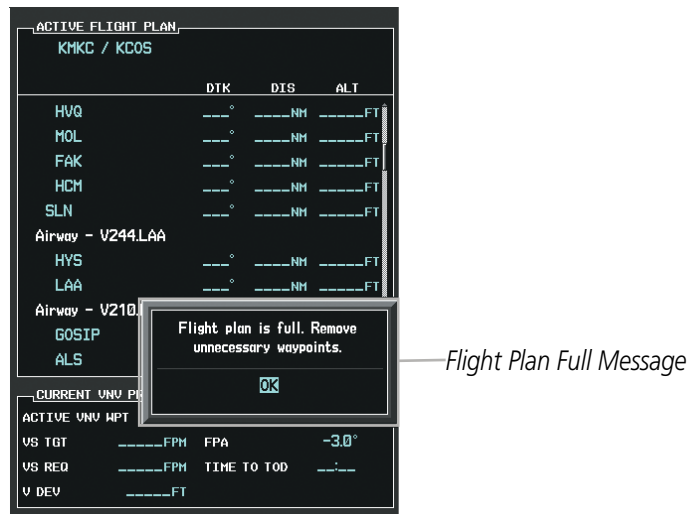 ACTIVE FLIGHT PLAN
KMKC / KCOS
DTK DIS ALT
HVQ ___° ____NM _____FT
MOL ___° ____NM _____FT
FAK ___° ____NM _____FT
HCM ___° ____NM _____FT
SLN ___° ____NM _____FT
Airway – V244.LAA
HYS ___° ____NM _____FT
LAA ___° ____NM _____FT
Airway – V210.
GOSIP
ALS
Flight plan is full. Remove
unnecessary waypoints.
OK
Flight Plan Full Message
CURRENT VNV
ACTIVE VNV WPT
VS TGT _____FPM FPA -3.0°
VS REQ _____FPM TIME TO TOD __:__
V DEV _____FT